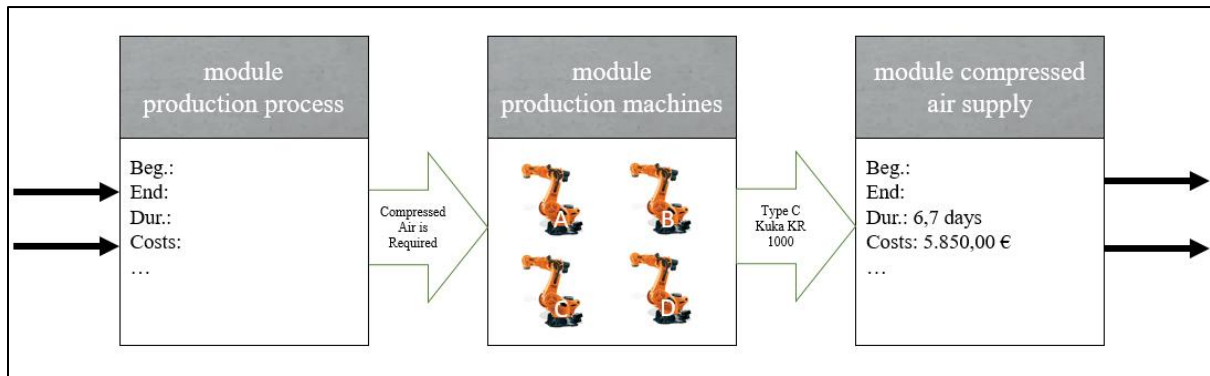 module
production process
Beg.:
End:
Dur.:
Costs:
…
Compressed
Air is
Required
module
production machines
A
B
C
D
Type C
Kuka KR
1000
module compressed
air supply
Beg.:
End:
Dur.: 6,7 days
Costs: 5.850,00 €
…